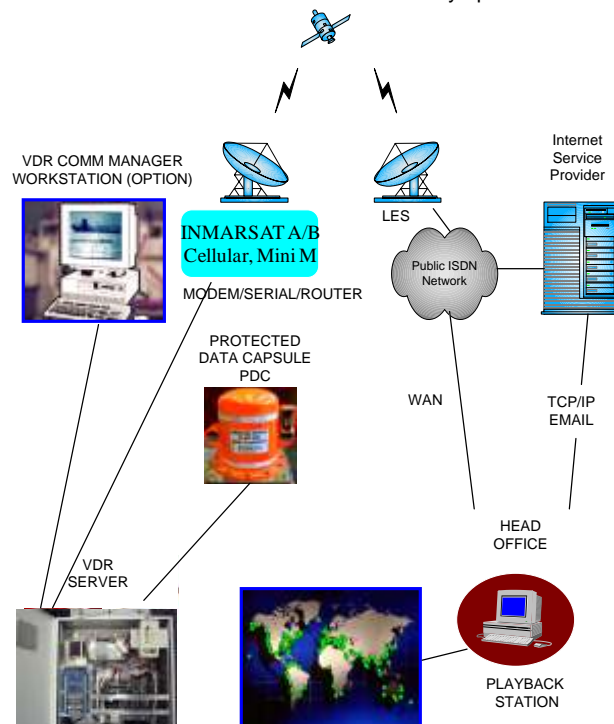 VDR COMM MANAGER
WORKSTATION (OPTION)
INMARSAT A/B
Cellular, Mini M
MODEM/SERIAL/ROUTER
LES
Internet
Service
Provider
Public ISDN
Network
PROTECTED
DATA CAPSULE
PDC
WAN
TCP/IP
EMAIL
HEAD
OFFICE
VDR
SERVER
PLAYBACK
STATION